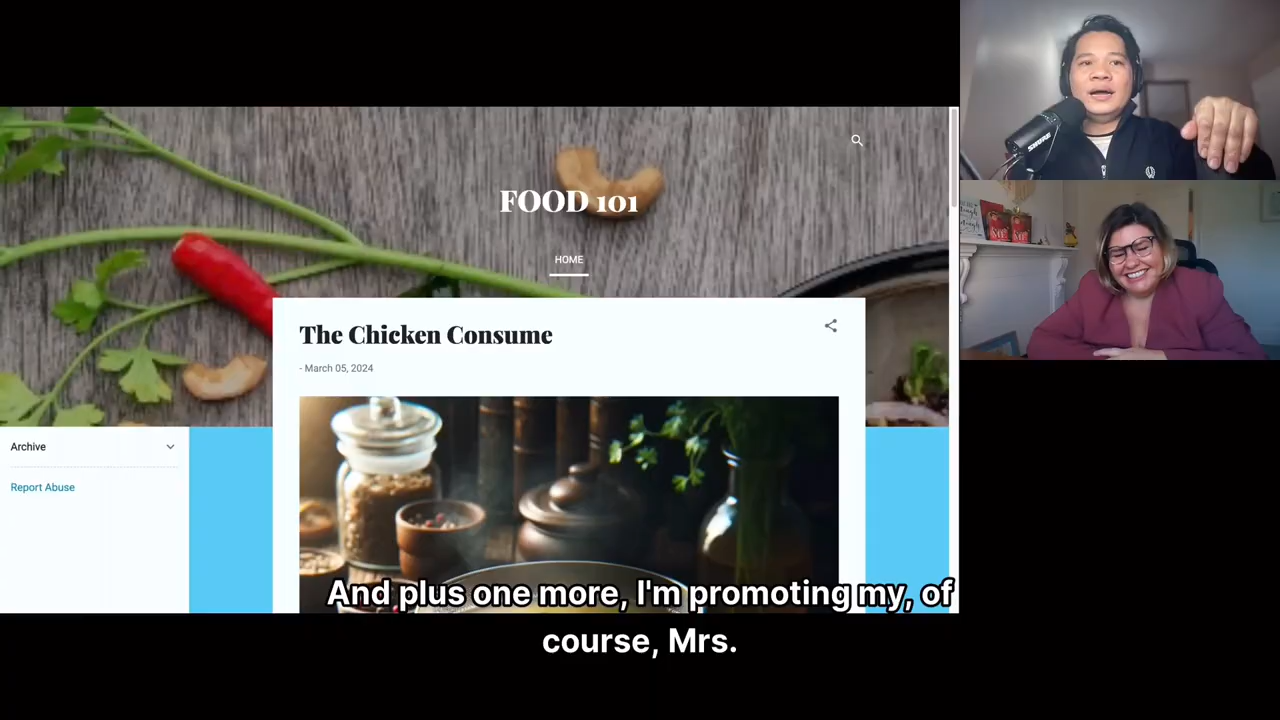 FOOD 101
HOME
The Chicken Consume
- March 05, 2024
Archive
Report Abuse
And plus one more, I'm promoting my, of
course, Mrs.
SHURE